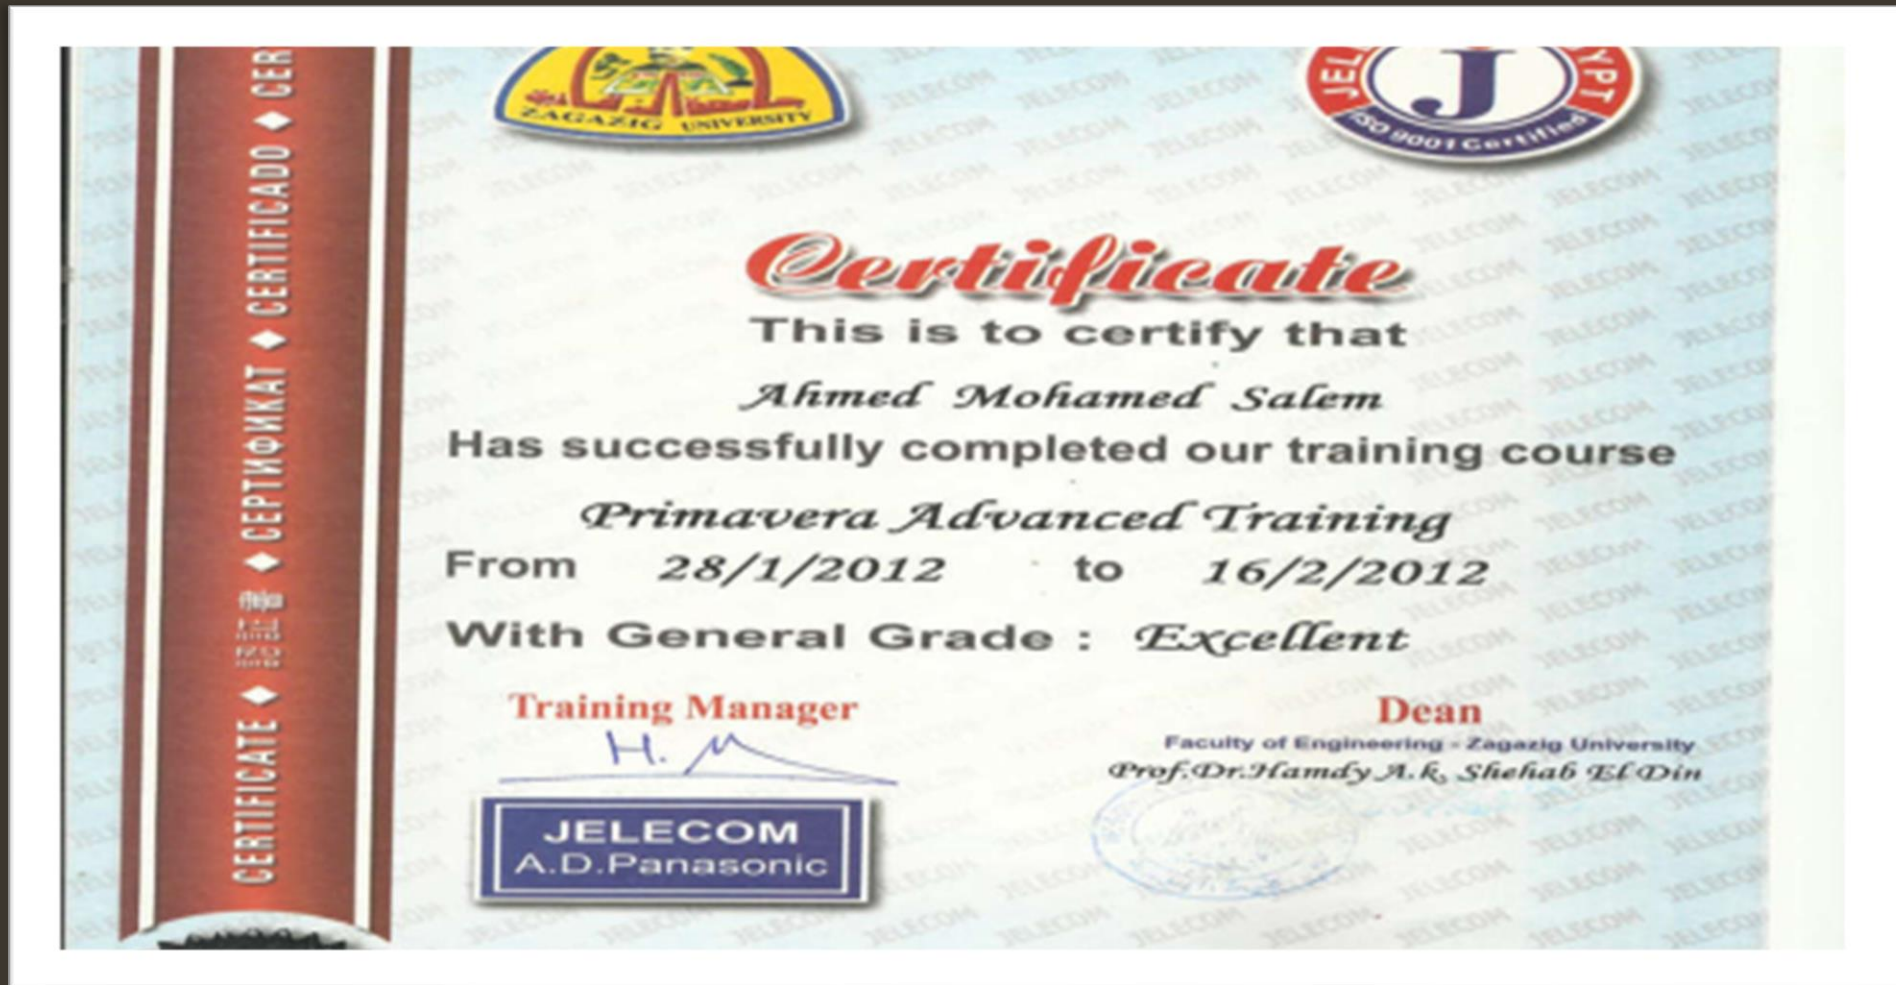 ZAGAZIG UNIVERSITY
JEL YPT
J
ISO 9001 Certified
CER ◆ CERTIFICADO ◆ СЕРТИФИКАТ ◆ ◆ CERTIFICATE
Certificate
This is to certify that
Ahmed Mohamed Salem
Has successfully completed our training course
Primavera Advanced Training
From 28/1/2012 to 16/2/2012
With General Grade : Excellent
Training Manager
H. M
Dean
Faculty of Engineering - Zagazig University
Prof.Dr.Hamdy A.k, Shehab El Din
JELECOM
A.D.Panasonic